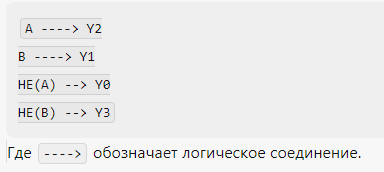 A ----> Y2
B ----> Y1
НЕ(A) --> Y0
НЕ(B) --> Y3
Где ----> обозначает логическое соединение.